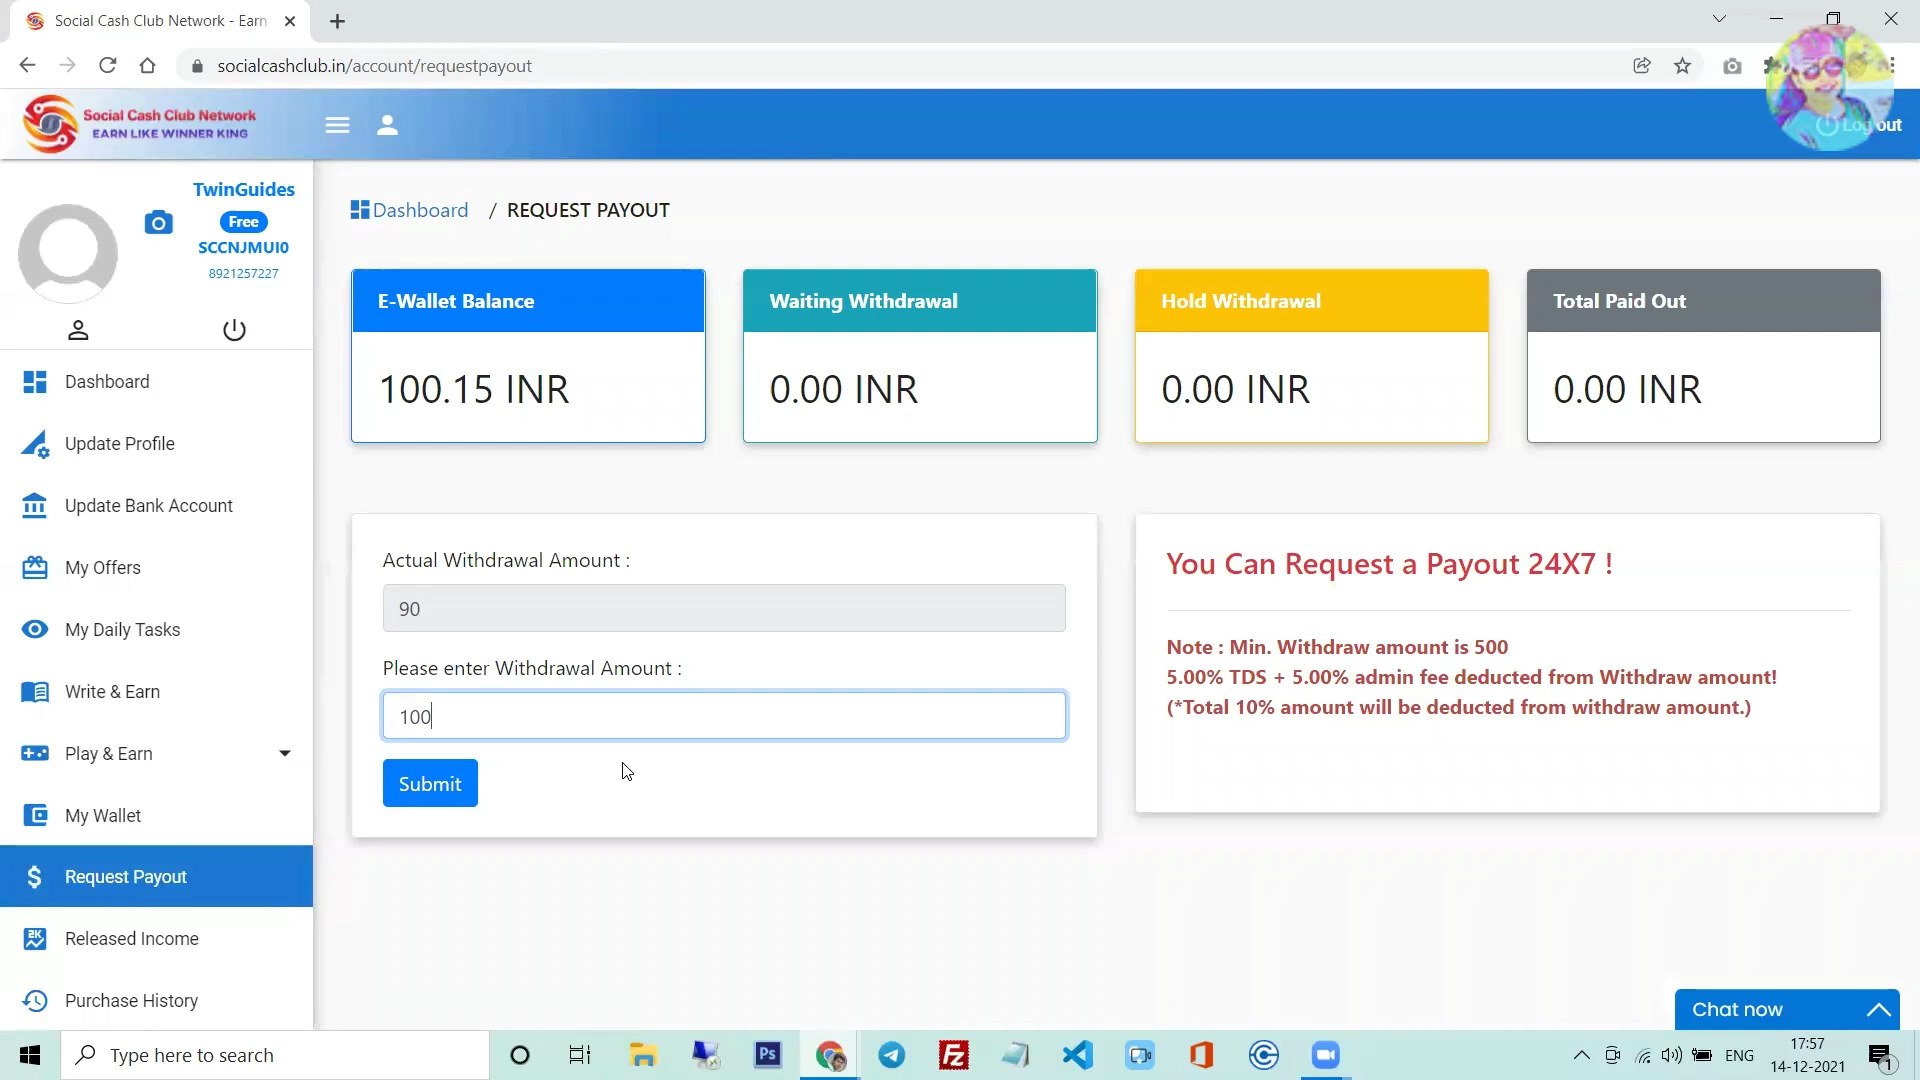 Social Cash Club Network - Earn
socialcashclub.in/account/requestpayout
Social Cash Club Network
EARN LIKE WINNER KING
Log out
TwinGuides
Free
SCCNJMUI0
8921257227
Dashboard
Update Profile
Update Bank Account
My Offers
My Daily Tasks
Write & Earn
Play & Earn
My Wallet
Request Payout
Released Income
Purchase History
Dashboard / REQUEST PAYOUT
E-Wallet Balance
100.15 INR
Waiting Withdrawal
0.00 INR
Hold Withdrawal
0.00 INR
Total Paid Out
0.00 INR
Actual Withdrawal Amount :
90
Please enter Withdrawal Amount :
100
Submit
You Can Request a Payout 24X7 !
Note : Min. Withdraw amount is 500
5.00% TDS + 5.00% admin fee deducted from Withdraw amount!
(*Total 10% amount will be deducted from withdraw amount.)
Chat now
Type here to search
Ps
Fz
ENG
17:57
14-12-2021
1